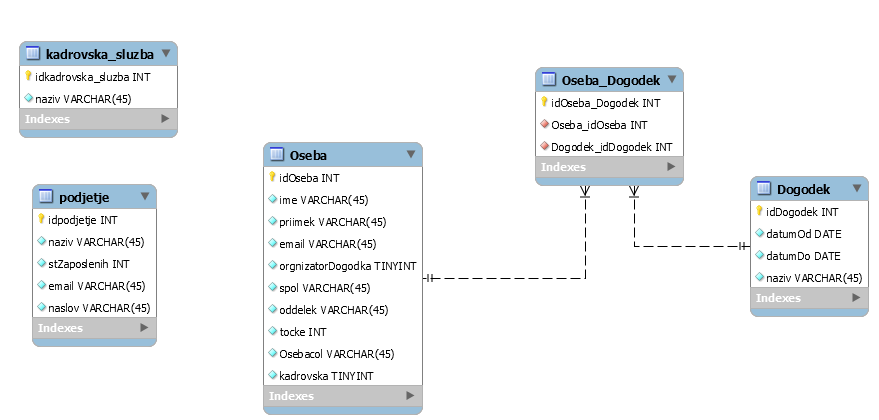 kadrovska_sluzba
idkadrovska_sluzba INT
naziv VARCHAR(45)
Indexes
podjetje
idpodjetje INT
naziv VARCHAR(45)
stZaposlenih INT
email VARCHAR(45)
naslov VARCHAR(45)
Indexes
Oseba
idOseba INT
ime VARCHAR(45)
priimek VARCHAR(45)
email VARCHAR(45)
orgnizatorDogodka TINYINT
spol VARCHAR(45)
oddelek VARCHAR(45)
tocke INT
Osebacol VARCHAR(45)
kadrovska TINYINT
Indexes
Oseba_Dogodek
idOseba_Dogodek INT
Oseba_idOseba INT
Dogodek_idDogodek INT
Indexes
Dogodek
idDogodek INT
datumOd DATE
datumDo DATE
naziv VARCHAR(45)
Indexes